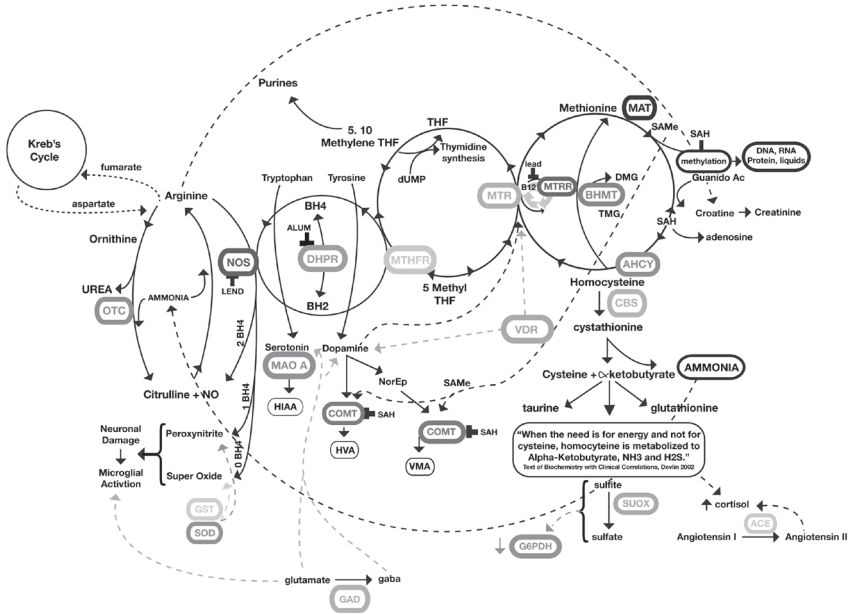 Purines
5. 10
Methylene THF
THF
Thymidine
synthesis
dUMP
Methionine
MAT
SAMe
SAH
methylation
DNA, RNA
Protein, liquids
Guanido Ac
Creatine
Creatinine
SAH
adenosine
Kreb's
Cycle
fumarate
aspartate
Arginine
Ornithine
UREA
OTC
AMMONIA
Citrulline + NO
NOS
LEND
2 BH4
1 BH4
0 BH4
Tryptophan
Tyrosine
BH4
ALUM
DHPR
BH2
MTHFR
5 Methyl
THF
MTR
lead
B12
MTRR
BHMT
DMG
TMG
AHCY
Homocysteine
CBS
cystathionine
VDR
Serotonin
MAO A
HIAA
Dopamine
NorEp
SAMe
COMT
SAH
HVA
COMT
SAH
VMA
Cysteine + ∝ketobutyrate
AMMONIA
taurine
glutathionine
"When the need is for energy and not for
cysteine, homocysteine is metabolized to
Alpha-Ketobutyrate, NH3 and H2S."
Text of Biochemistry with Clinical Correlations, Devlin 2002
sulfite
SUOX
sulfate
G6PDH
cortisol
ACE
Angiotensin I
Angiotensin II
Neuronal
Damage
Microglial
Activtion
Peroxynitrite
Super Oxide
GST
SOD
glutamate
gaba
GAD